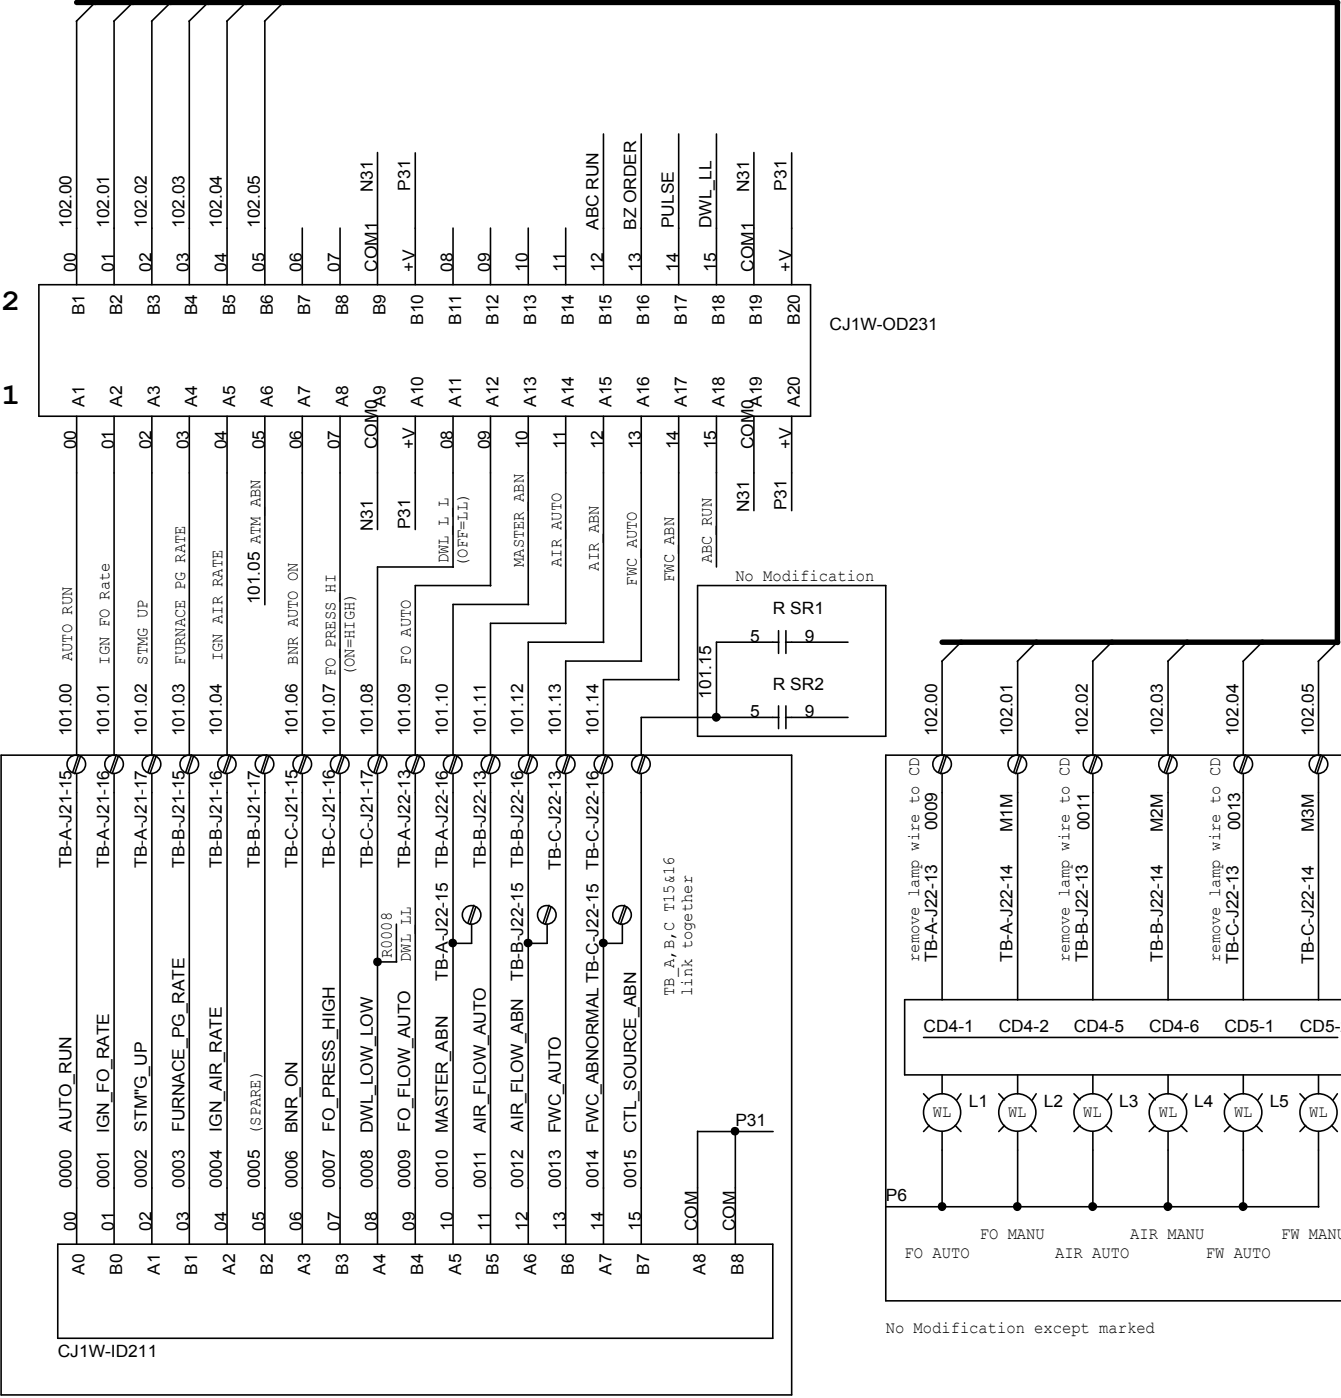 102.00
102.01
102.02
102.03
102.04
102.05
N31
P31
ABC RUN
BZ ORDER
PULSE
DWL_LL
N31
P31
00
01
02
03
04
05
06
07
COM1
+V
08
09
10
11
12
13
14
15
COM1
+V
2
B1
B2
B3
B4
B5
B6
B7
B8
B9
B10
B11
B12
B13
B14
B15
B16
B17
B18
B19
B20
CJ1W-OD231
1
A1
A2
A3
A4
A5
A6
A7
A8
A9
A10
A11
A12
A13
A14
A15
A16
A17
A18
A19
A20
00
01
02
03
04
05
06
07
COM0
+V
08
09
10
11
12
13
14
15
COM0
+V
AUTO RUN
IGN FO Rate
STMG UP
FURNACE PG RATE
IGN AIR RATE
101.05 ATM ABN
BNR AUTO ON
FO PRESS HI
(ON=HIGH)
N31
P31
FO AUTO
DWL L L
(OFF=LL)
MASTER ABN
AIR AUTO
AIR ABN
FWC AUTO
FWC ABN
ABC RUN
N31
P31
No Modification
R SR1
5 9
101.15
R SR2
5 9
101.00
101.01
101.02
101.03
101.04
101.06
101.07
101.08
101.09
101.10
101.11
101.12
101.13
101.14
TB-A-J21-15
TB-A-J21-16
TB-A-J21-17
TB-B-J21-15
TB-B-J21-16
TB-B-J21-17
TB-C-J21-15
TB-C-J21-16
TB-C-J21-17
TB-A-J22-13
TB-A-J22-16
TB-B-J22-13
TB-B-J22-16
TB-C-J22-13
TB-C-J22-16
R0008
DWL LL
TB-A-J22-15
TB-B-J22-15
TB-C-J22-15
TB_A,B,C T15&16
link together
0000 AUTO_RUN
0001 IGN_FO_RATE
0002 STM"G_UP
0003 FURNACE_PG_RATE
0004 IGN_AIR_RATE
0005 (SPARE)
0006 BNR_ON
0007 FO_PRESS_HIGH
0008 DWL_LOW_LOW
0009 FO_FLOW_AUTO
0010 MASTER_ABN
0011 AIR_FLOW_AUTO
0012 AIR_FLOW_ABN
0013 FWC_AUTO
0014 FWC_ABNORMAL
0015 CTL_SOURCE_ABN
P31
00
01
02
03
04
05
06
07
08
09
10
11
12
13
14
15
COM
COM
A0
B0
A1
B1
A2
B2
A3
B3
A4
B4
A5
B5
A6
B6
A7
B7
A8
B8
CJ1W-ID211
102.00
102.01
102.02
102.03
102.04
102.05
remove lamp wire to CD
0009
M1M
remove lamp wire to CD
0011
M2M
remove lamp wire to CD
0013
M3M
TB-A-J22-13
TB-A-J22-14
TB-B-J22-13
TB-B-J22-14
TB-C-J22-13
TB-C-J22-14
CD4-1 CD4-2 CD4-5 CD4-6 CD5-1 CD5-
WL L1 WL L2 WL L3 WL L4 WL L5 WL
P6
FO AUTO
FO MANU
AIR AUTO
AIR MANU
FW AUTO
FW MANU
No Modification except marked